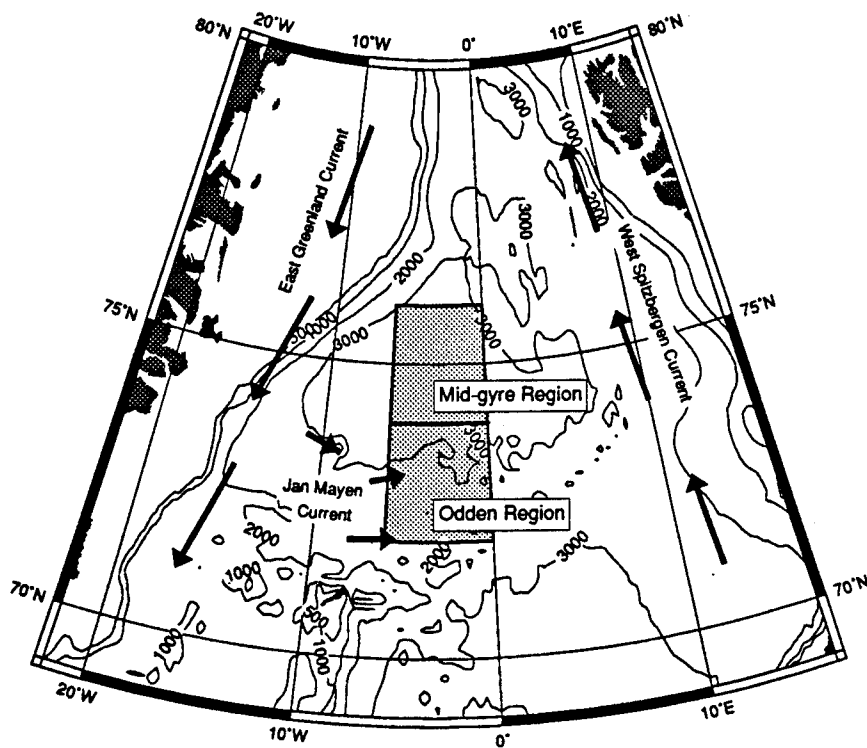 80°N
20°W
10°W
0°
10°E
80°N
3000
1000
2000
East Greenland Current
3000
2000
West Spitzbergen Current
75°N
75°N
1000
3000
3000
Mid-gyre Region
3000
Jan Mayen
Current
Odden Region
2000
2000
3000
1000
70°N
70°N
500
1000
1000
20°W
10°W
0°
10°E